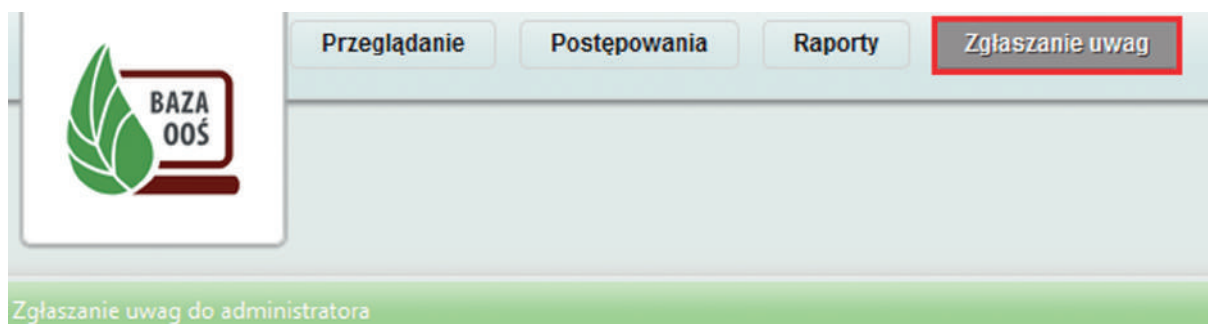 Przeglądanie Postępowania Raporty Zgłaszanie uwag
BAZA
OOŚ
Zgłaszanie uwag do administratora